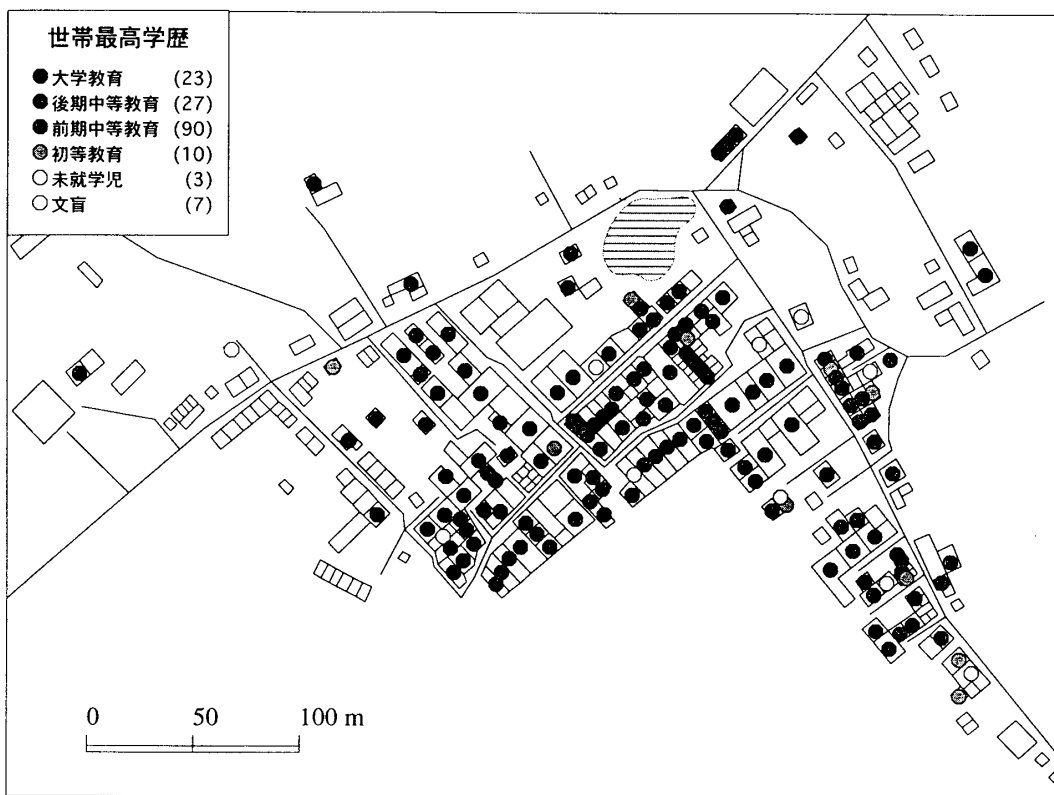 世帯最高学歴
大学教育 (23)
後期中等教育 (27)
前期中等教育 (90)
初等教育 (10)
未就学児 (3)
文盲 (7)
0 50 100 m